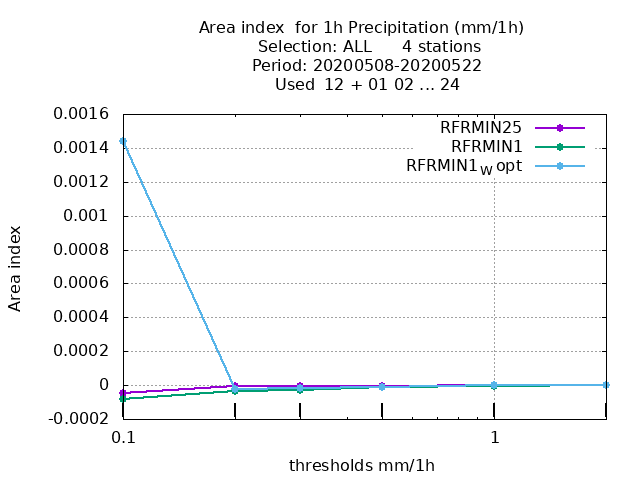 Area index  for 1h Precipitation (mm/1h)
Selection: ALL      4 stations
Period: 20200508-20200522
Used  12 + 01 02 ... 24
0.0016
0.0014
0.0012
0.001
0.0008
0.0006
0.0004
0.0002
0
-0.0002
Area index
RFRMIN25
RFRMIN1
RFRMIN1W opt
0.1
1
thresholds mm/1h